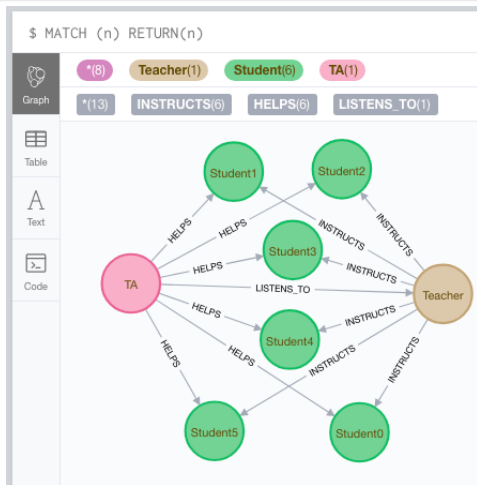 $ MATCH (n) RETURN(n)
Graph
Table
Text
Code
*(8) Teacher(1) Student(6) TA(1)
*(13) INSTRUCTS(6) HELPS(6) LISTENS_TO(1)
Student1
Student2
HELPS
HELPS
INSTRUCTS
INSTRUCTS
Student3
HELPS
INSTRUCTS
TA
LISTENS_TO
Teacher
HELPS
INSTRUCTS
Student4
HELPS
HELPS
INSTRUCTS
INSTRUCTS
Student5
Student0